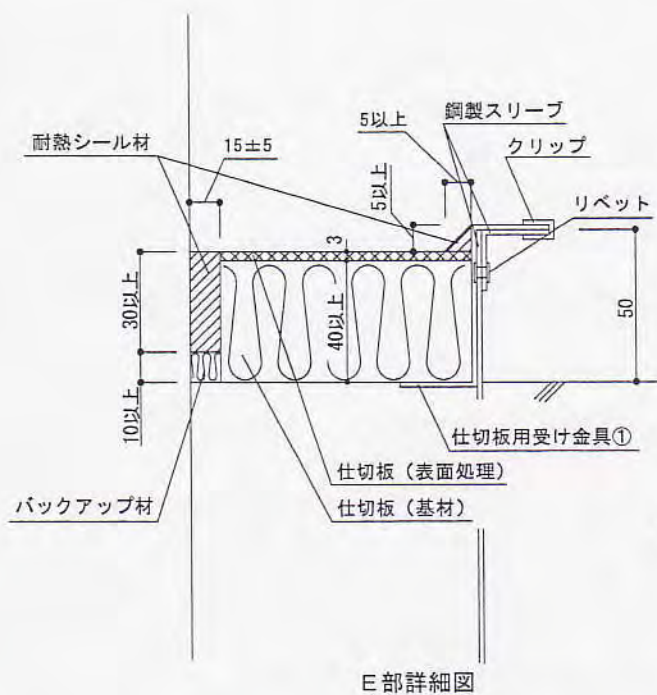 5以上
鋼製スリーブ
クリップ
耐熱シール材
15±5
リベット
5以上
3
30以上
40以上
50
10以上
仕切板用受け金具①
仕切板（表面処理）
バックアップ材
仕切板（基材）
E部詳細図